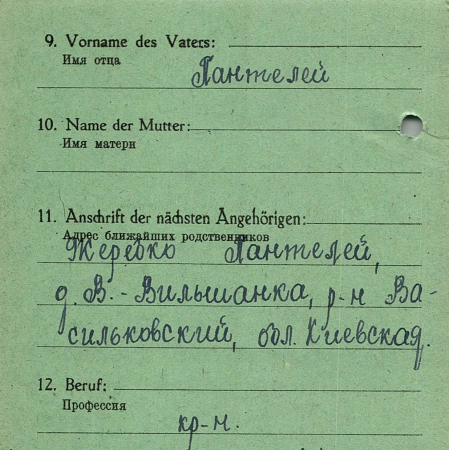 9. Vorname des Vaters:
Имя отца
Пантелей
10. Name der Mutter:
Имя матери
11. Anschrift der nächsten Angehörigen:
Адрес ближайших родственников
Жеребко Пантелей,
д. В.-Вильшанка, р-н Ва-
сильковский, обл. Киевская.
12. Beruf:
Профессия
кр-н.